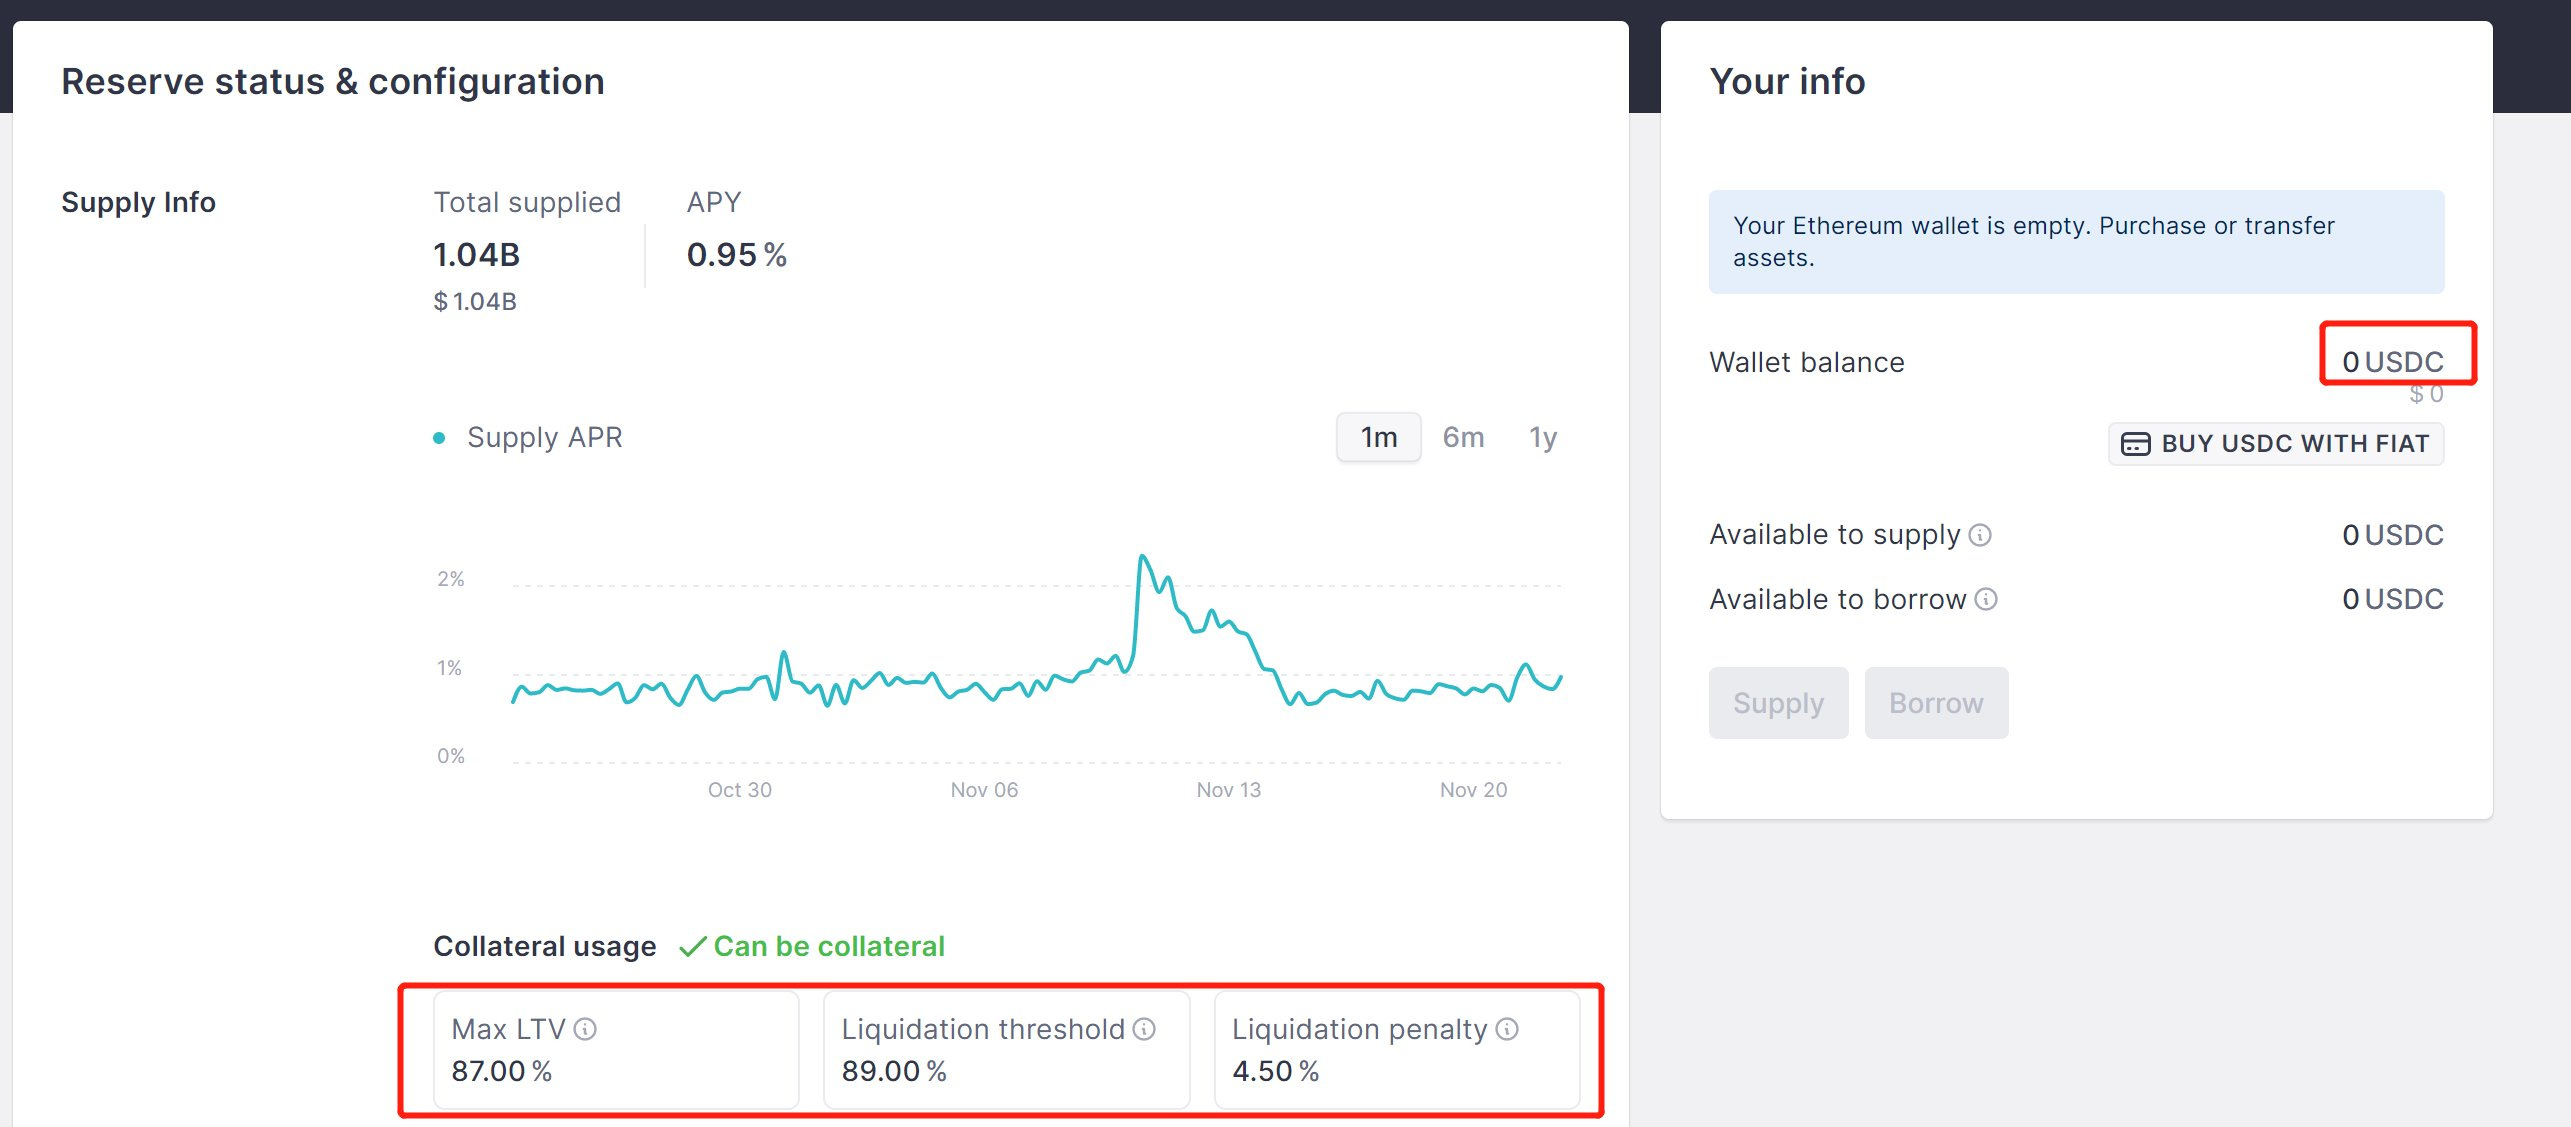 Reserve status & configuration
Supply Info
Total supplied
APY
1.04B
0.95 %
$ 1.04B
Supply APR
1m 6m 1y
2%
1%
0%
Oct 30 Nov 06 Nov 13 Nov 20
Collateral usage Can be collateral
Max LTV
87.00 %
Liquidation threshold
89.00 %
Liquidation penalty
4.50 %
Your info
Your Ethereum wallet is empty. Purchase or transfer
assets.
Wallet balance
0 USDC
$ 0
BUY USDC WITH FIAT
Available to supply
0 USDC
Available to borrow
0 USDC
Supply
Borrow